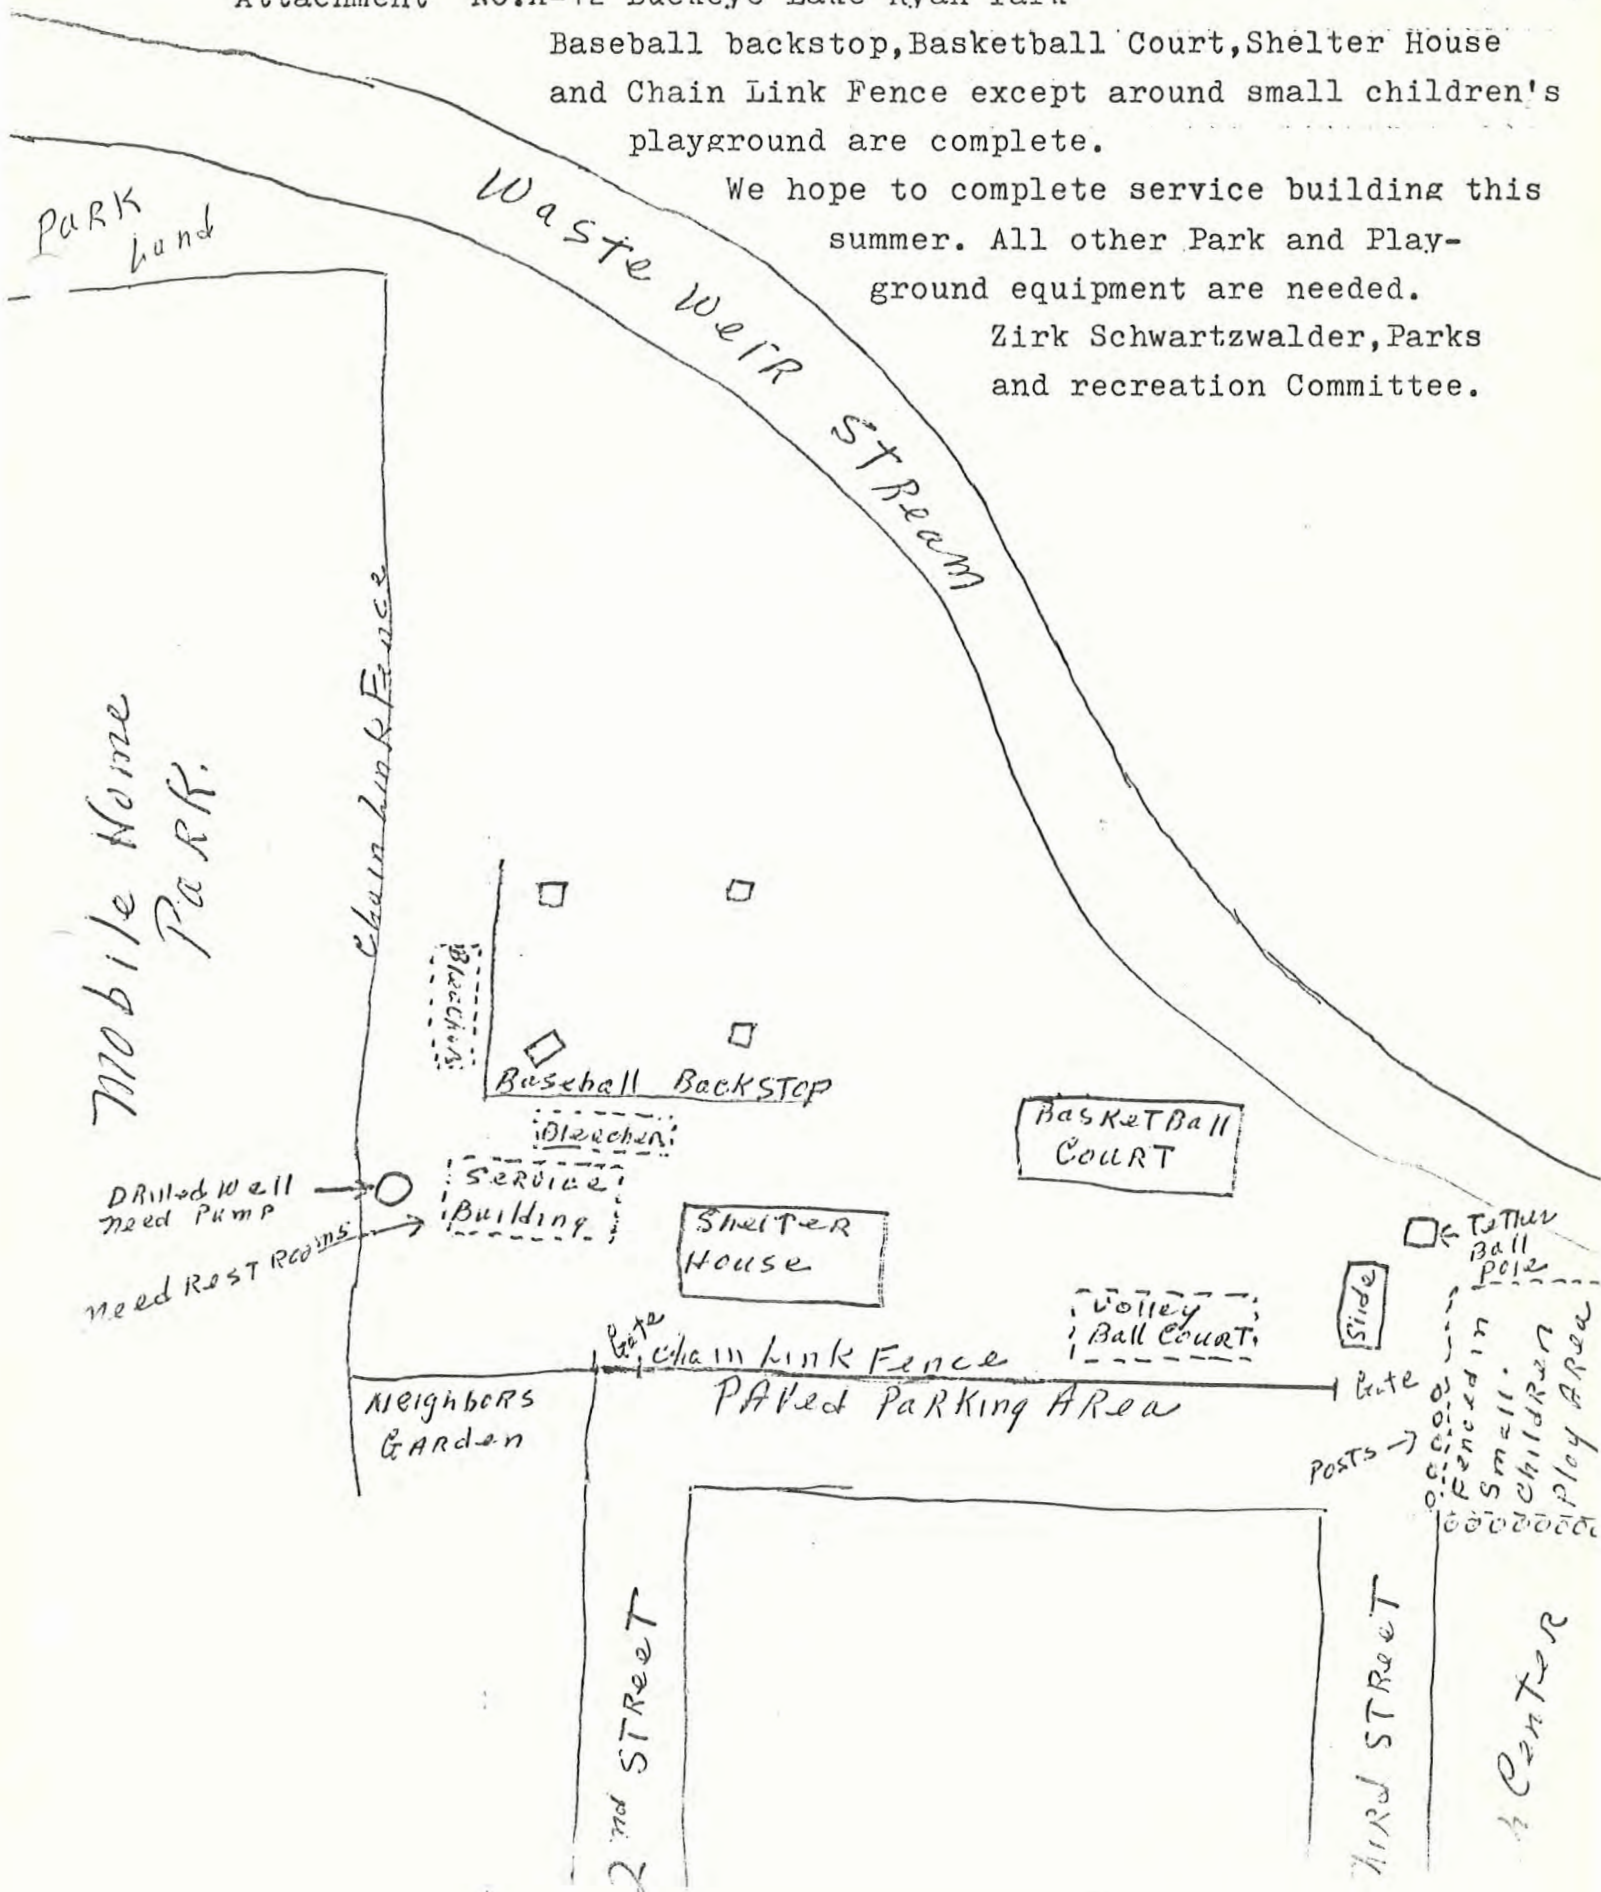 Baseball backstop,Basketball Court,Shelter House
and Chain Link Fence except around small children's
playground are complete.
We hope to complete service building this
summer. All other Park and Play-
ground equipment are needed.
Zirk Schwartzwalder,Parks
and recreation Committee.
PARK
Land
Waste Weir Stream
Chain Link Fence
Mobile Home
Park.
Bleachers
Baseball Backstop
Bleachers
Basketball
Court
Drilled Well
Need Pump
Service
Building
Need Rest Rooms
Shelter
House
Tether
Ball
Pole
Slide
Volley
Ball Court
Gate
Chain Link Fence
Gate
Neighbors
Garden
Paved Parking Area
Posts
Fenced in
Small
Children
Play Area
2nd Street
Street
Center